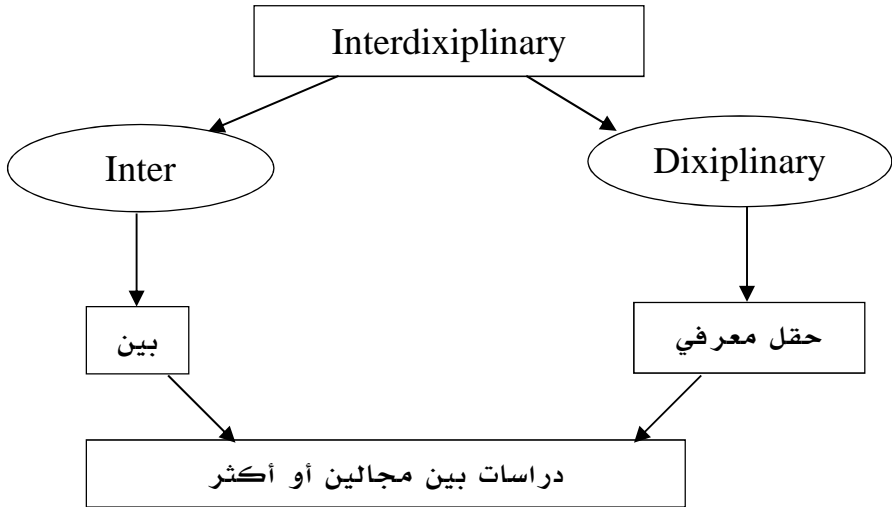 Interdixiplinary
Inter
Dixiplinary
بين
حقل معرفي
دراسات بين مجالين أو أكثر